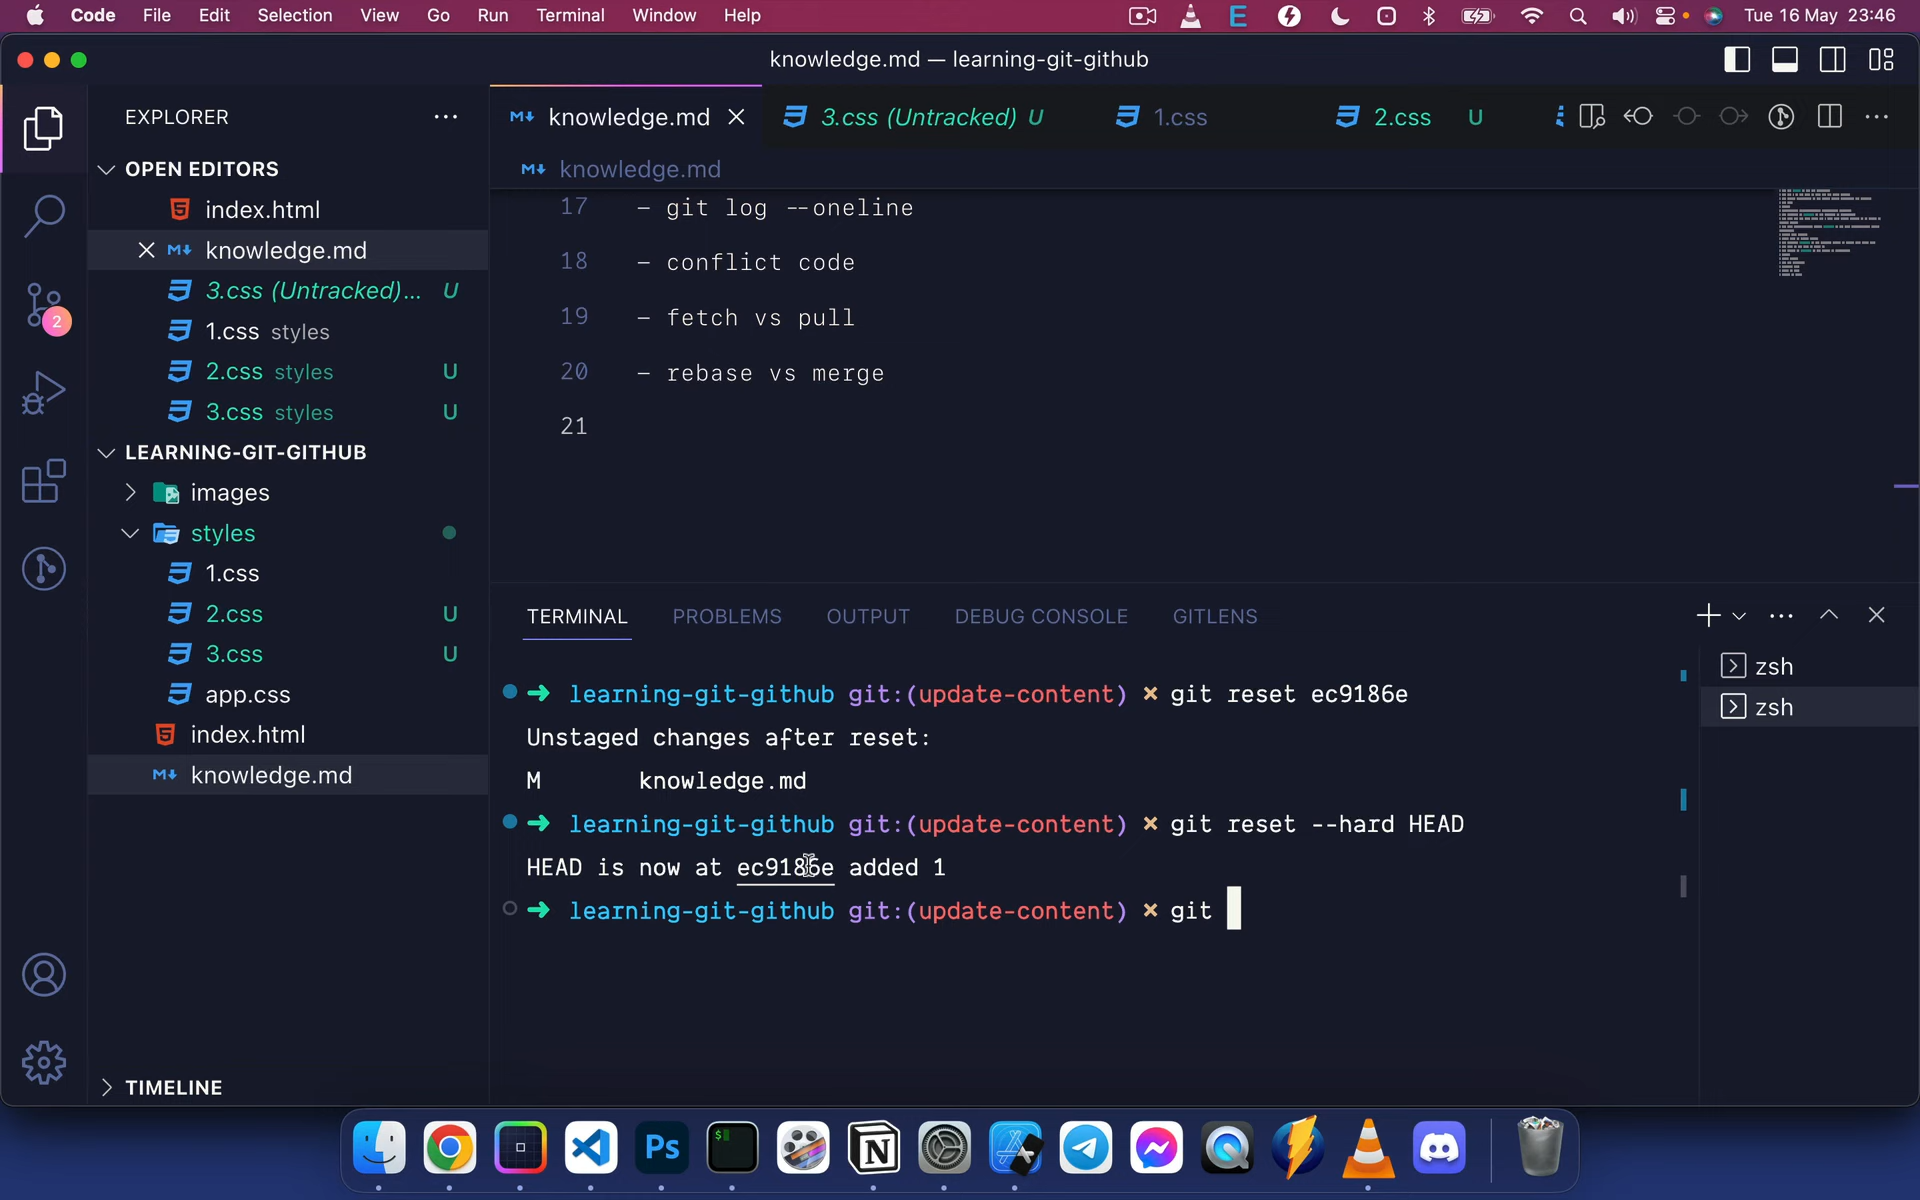 Code File Edit Selection View Go Run Terminal Window Help E Tue 16 May 23:46
knowledge.md — learning-git-github
EXPLORER
knowledge.md 3.css (Untracked) U 1.css 2.css U
OPEN EDITORS
knowledge.md
index.html
knowledge.md
3.css (Untracked)... U
1.css styles
2.css styles U
3.css styles U
LEARNING-GIT-GITHUB
images
styles
1.css
2.css U
3.css U
app.css
index.html
knowledge.md
TIMELINE
2
17 - git log --oneline
18 - conflict code
19 - fetch vs pull
20 - rebase vs merge
21
TERMINAL PROBLEMS OUTPUT DEBUG CONSOLE GITLENS
zsh
zsh
➜ learning-git-github git:(update-content) × git reset ec9186e
Unstaged changes after reset:
M knowledge.md
➜ learning-git-github git:(update-content) × git reset --hard HEAD
HEAD is now at ec9186e added 1
➜ learning-git-github git:(update-content) × git
Ps
$
N